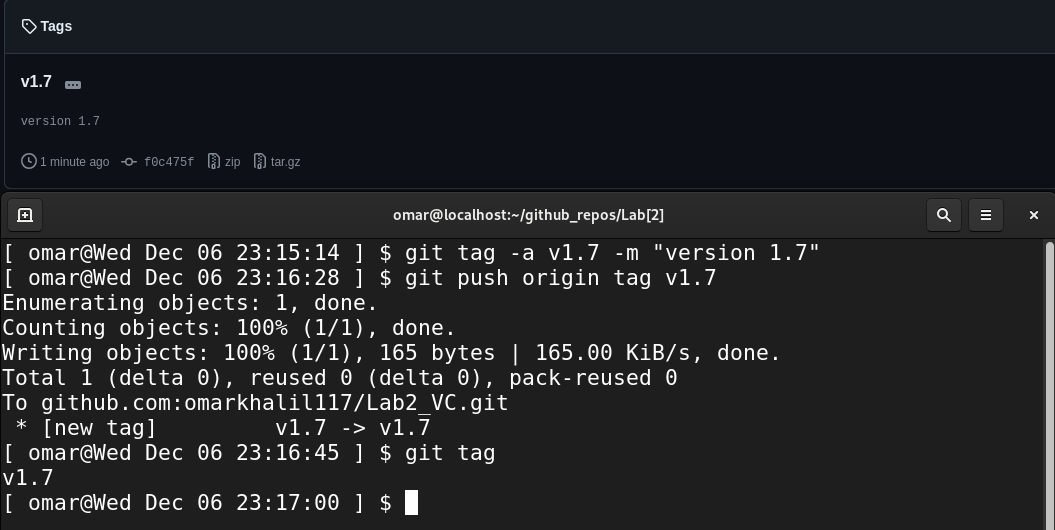 Tags
v1.7 ...
version 1.7
1 minute ago f0c475f zip tar.gz
omar@localhost:~/github_repos/Lab[2]
[ omar@Wed Dec 06 23:15:14 ] $ git tag -a v1.7 -m "version 1.7"
[ omar@Wed Dec 06 23:16:28 ] $ git push origin tag v1.7
Enumerating objects: 1, done.
Counting objects: 100% (1/1), done.
Writing objects: 100% (1/1), 165 bytes | 165.00 KiB/s, done.
Total 1 (delta 0), reused 0 (delta 0), pack-reused 0
To github.com:omarkhalil117/Lab2_VC.git
 * [new tag]         v1.7 -> v1.7
[ omar@Wed Dec 06 23:16:45 ] $ git tag
v1.7
[ omar@Wed Dec 06 23:17:00 ] $